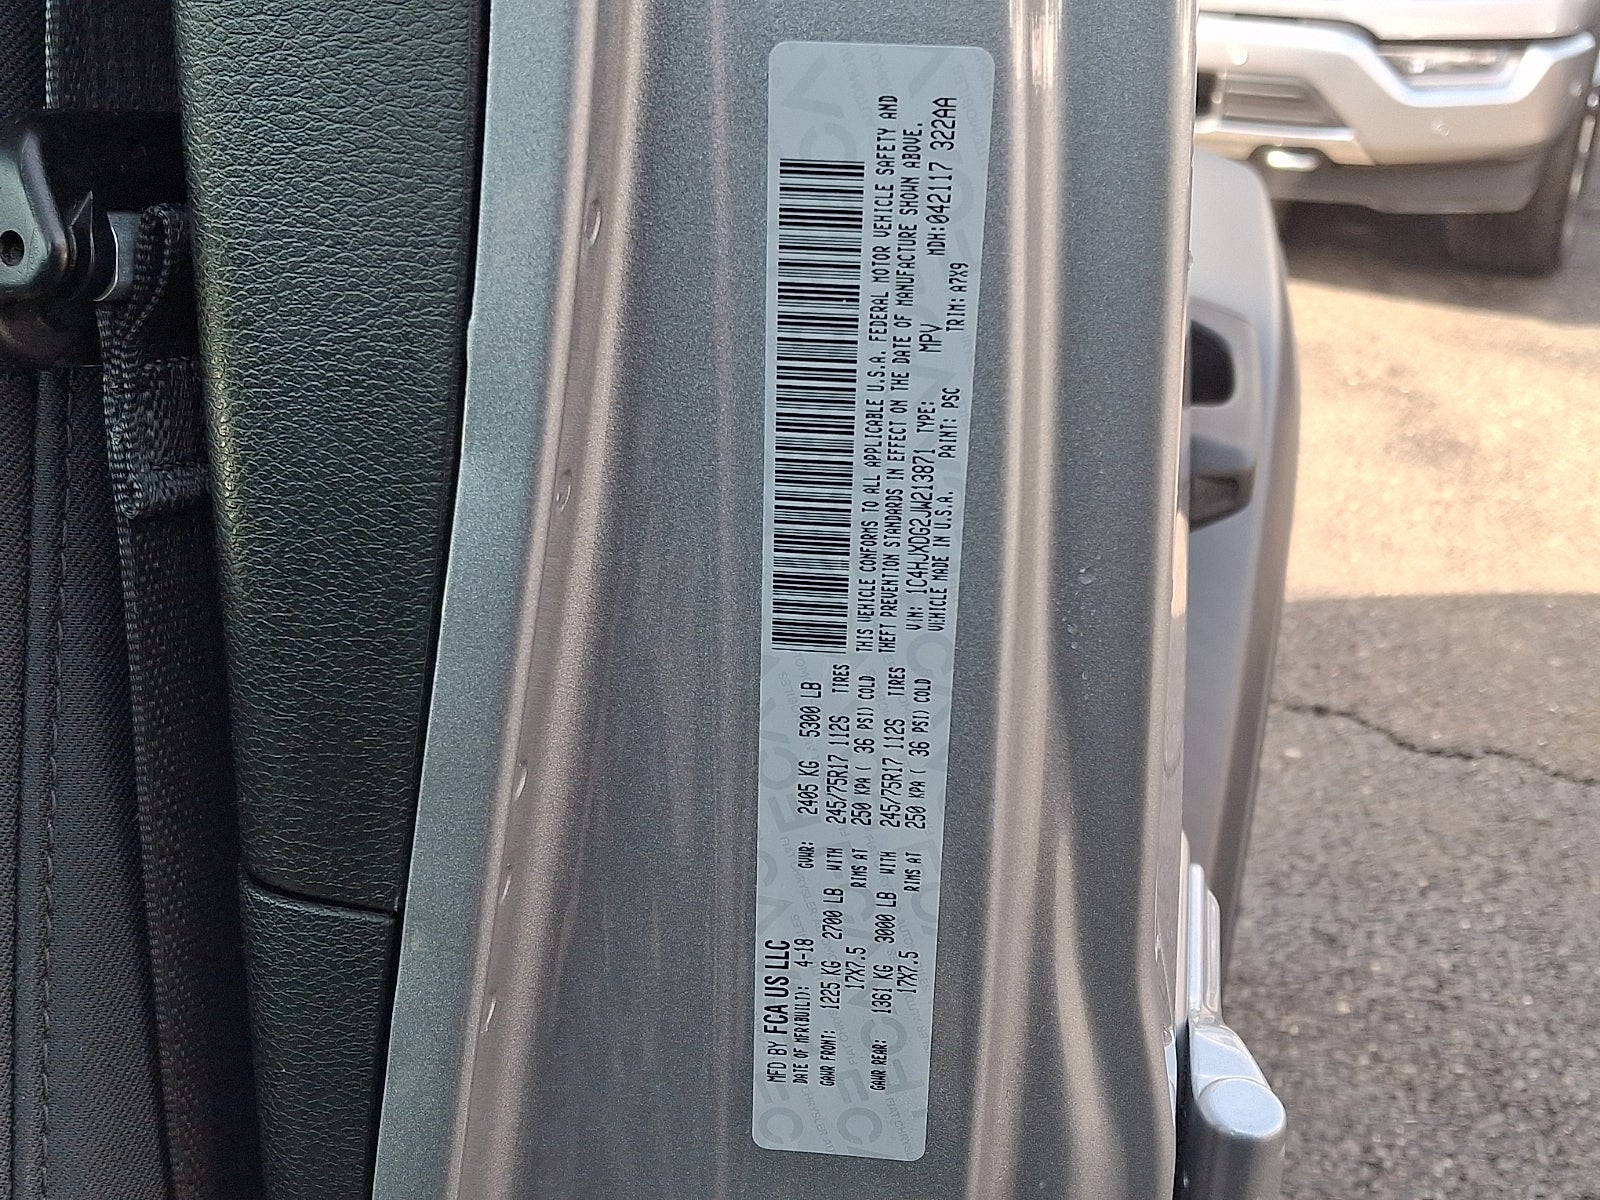 MFD BY FCA US LLC
DATE OF MFR(BUILT): 4-18 GVWR: 2405 KG 5300 LB
GAWR FRONT: 1225 KG 2700 LB WITH 245/75R17 112S TIRES
17X7.5 RIMS AT 250 KPA ( 36 PSI) COLD
GAWR REAR: 1361 KG 3000 LB WITH 245/75R17 112S TIRES
17X7.5 RIMS AT 250 KPA ( 36 PSI) COLD
THIS VEHICLE CONFORMS TO ALL APPLICABLE U.S.A. FEDERAL MOTOR VEHICLE SAFETY AND
THEFT PREVENTION STANDARDS IN EFFECT ON THE DATE OF MANUFACTURE SHOWN ABOVE.
VIN: 1C4HJXDG2JW213871 TYPE: MPV MDH:042117 322AA
VEHICLE MADE IN U.S.A. PAINT: PSC TRIM: A7X9